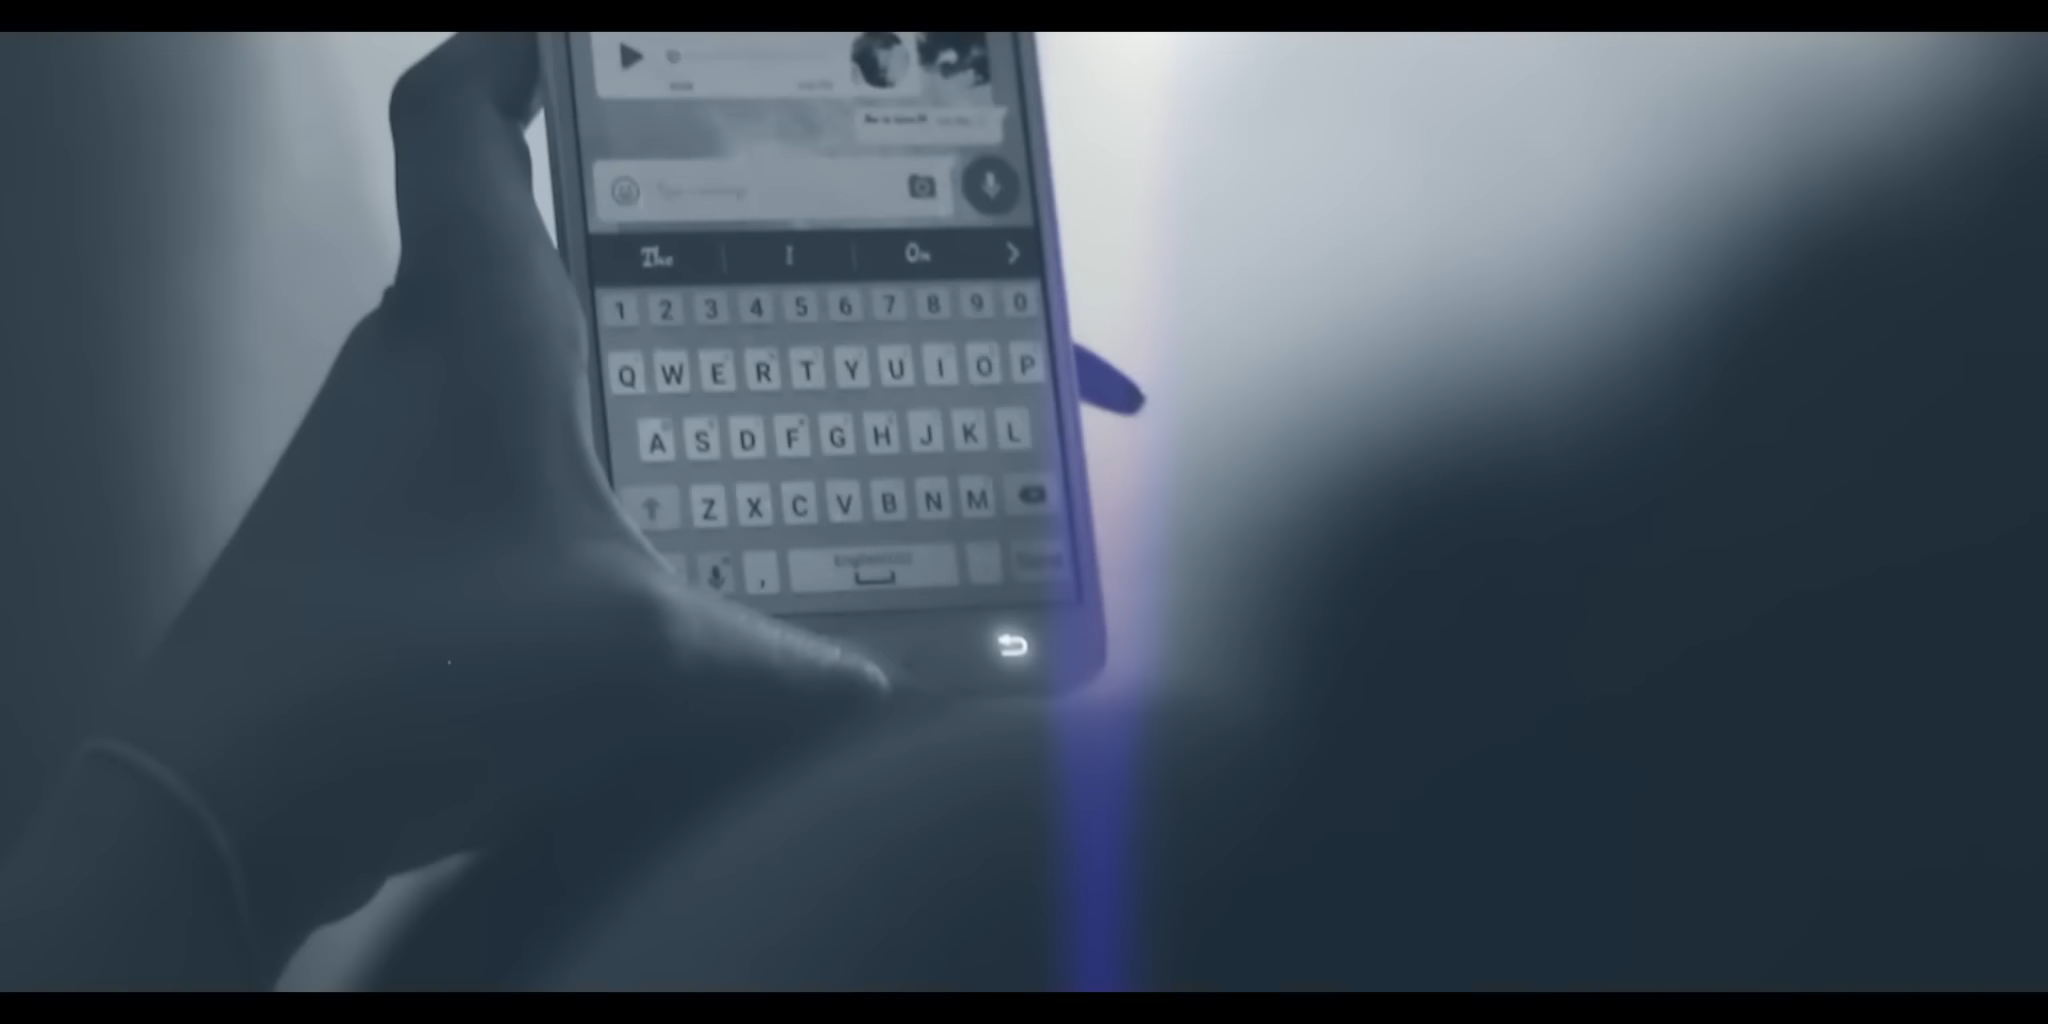 The I On
1 2 3 4 5 6 7 8 9 0
Q W E R T Y U I O P
A S D F G H J K L
Z X C V B N M
,